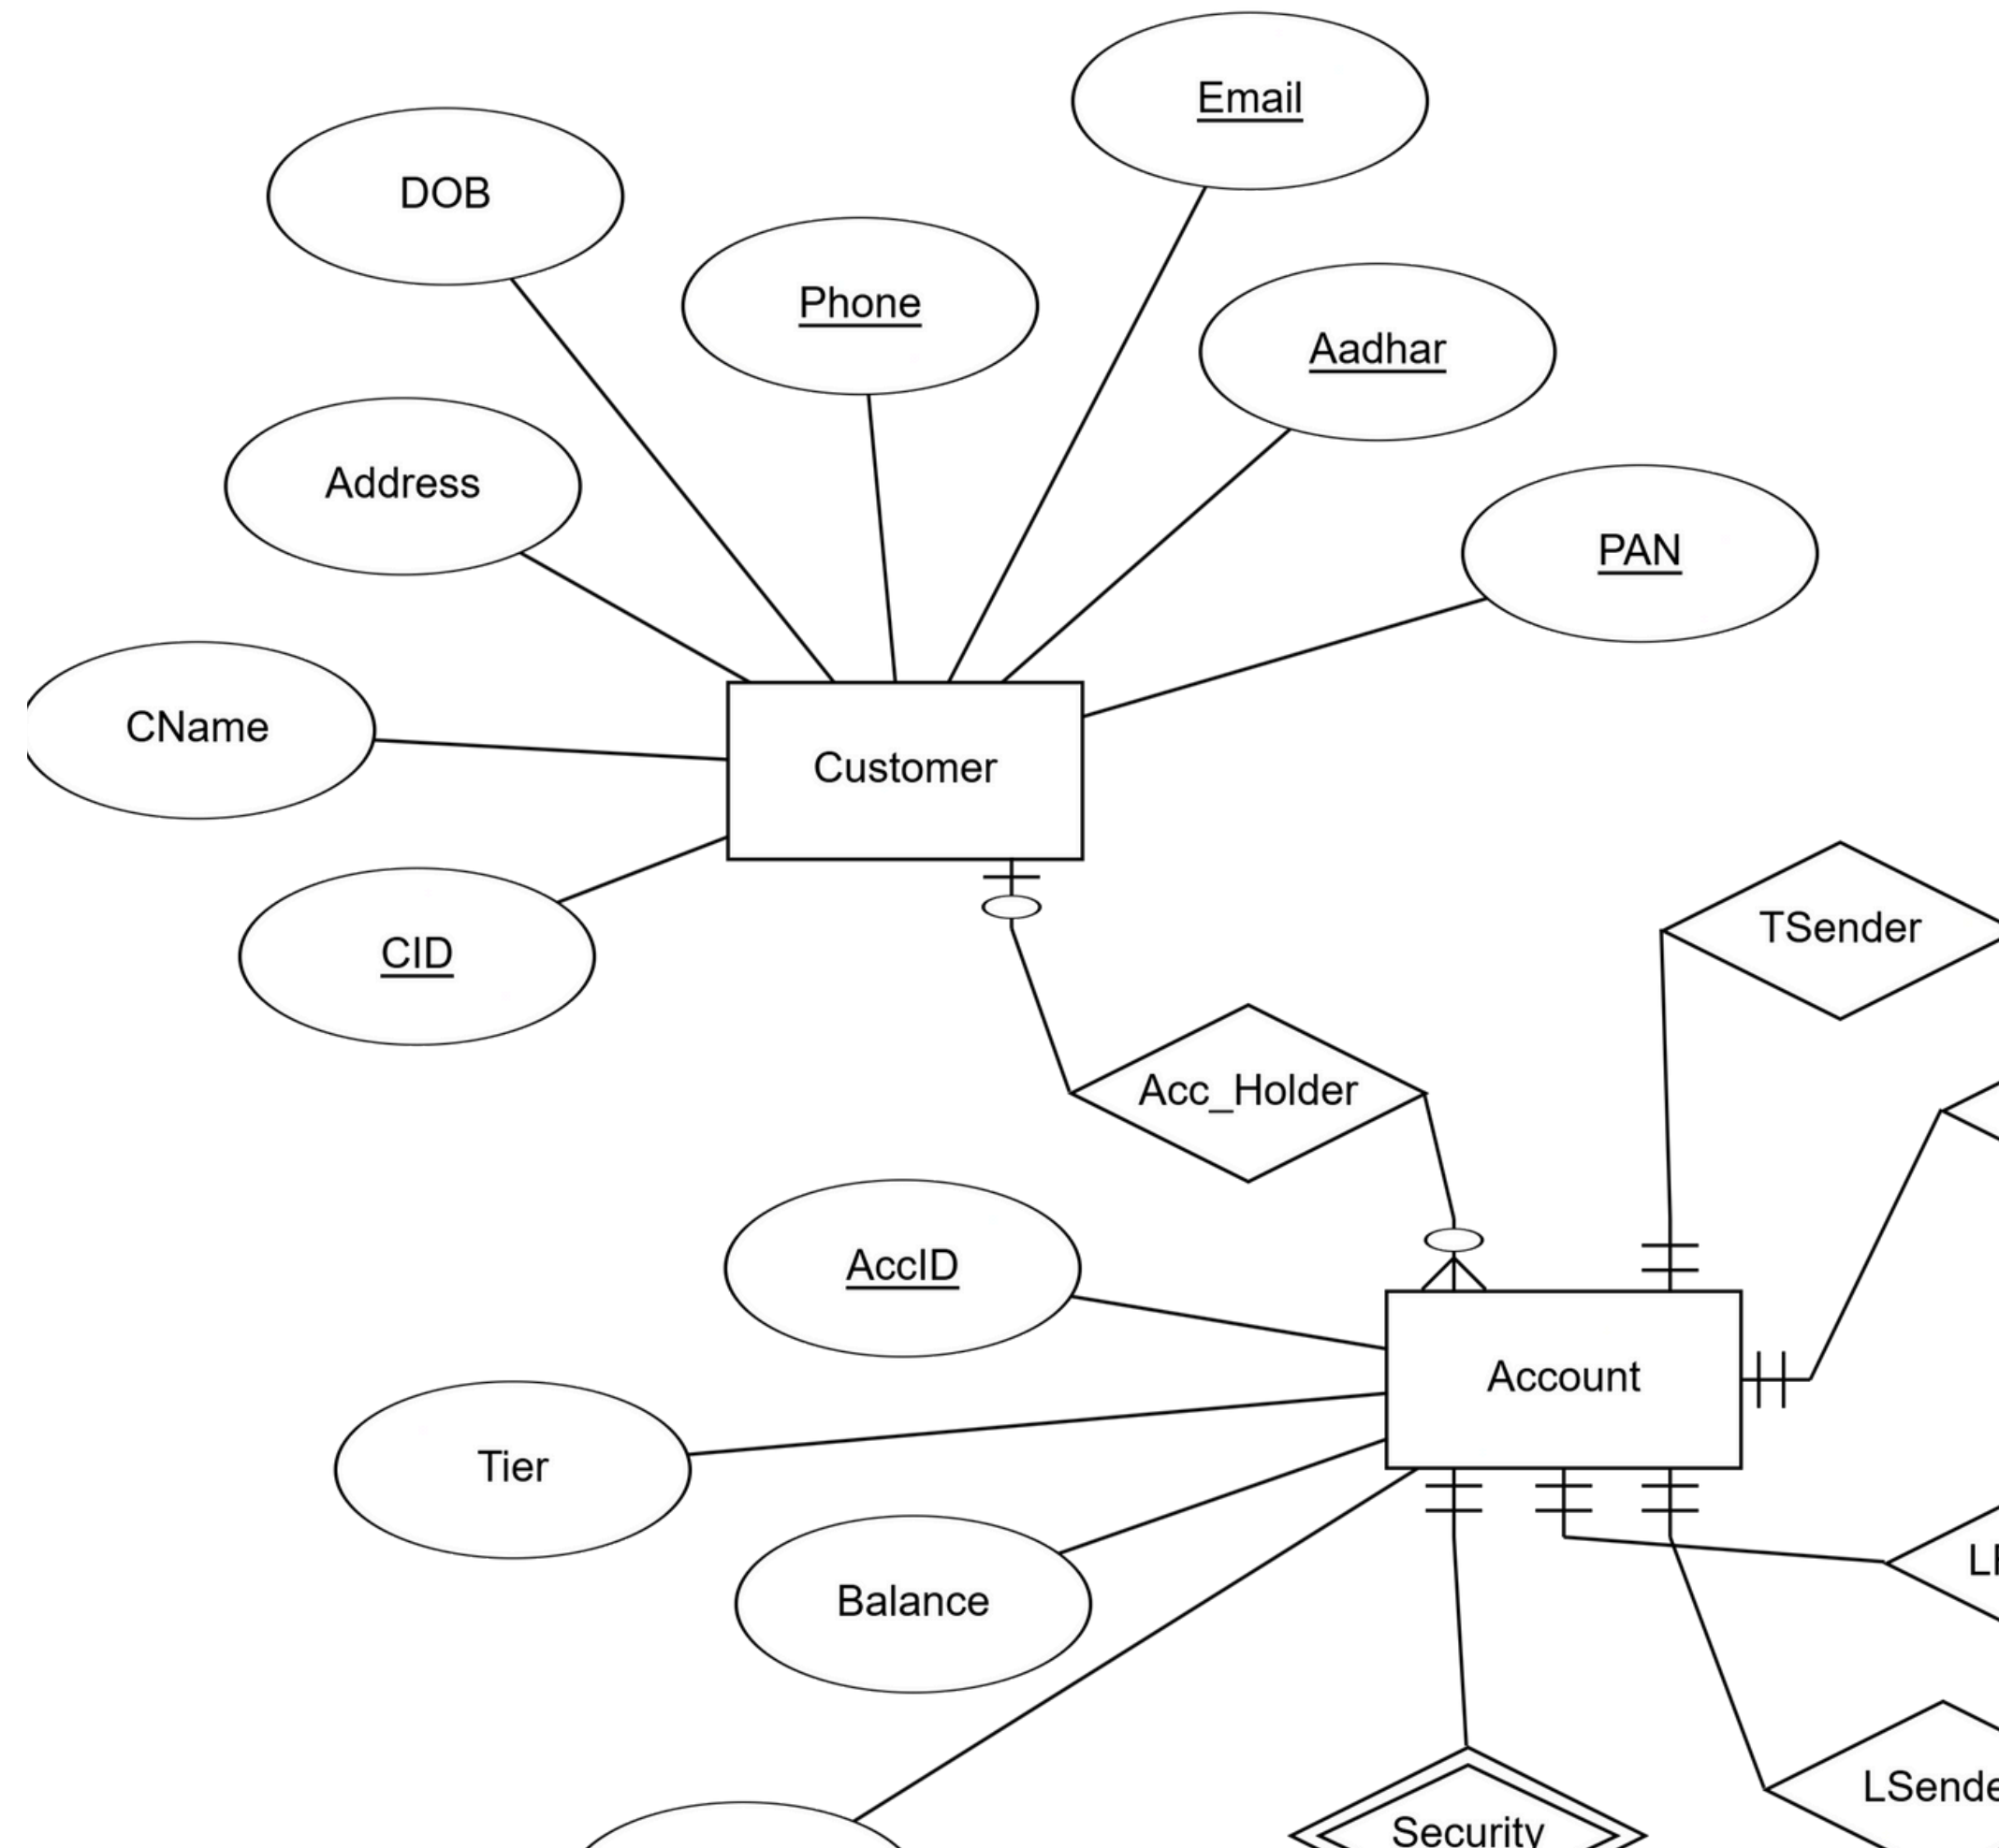 Email
DOB
Phone
Aadhar
Address
PAN
CName
Customer
CID
TSender
Acc_Holder
AccID
Account
Tier
Balance
Security